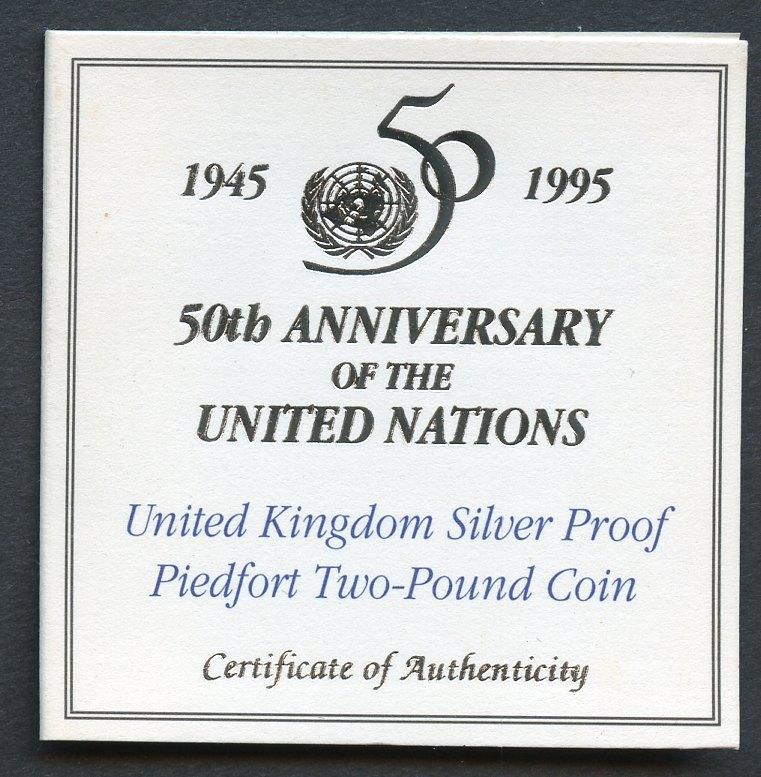 1945 50 1995
50th ANNIVERSARY
OF THE
UNITED NATIONS
United Kingdom Silver Proof
Piedfort Two-Pound Coin
Certificate of Authenticity